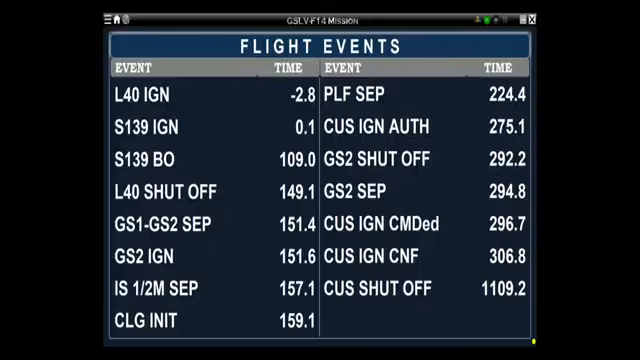 GSLV-F14 MISSION
FLIGHT EVENTS
EVENT TIME EVENT TIME
L40 IGN -2.8 PLF SEP 224.4
S139 IGN 0.1 CUS IGN AUTH 275.1
S139 BO 109.0 GS2 SHUT OFF 292.2
L40 SHUT OFF 149.1 GS2 SEP 294.8
GS1-GS2 SEP 151.4 CUS IGN CMDed 296.7
GS2 IGN 151.6 CUS IGN CNF 306.8
IS 1/2M SEP 157.1 CUS SHUT OFF 1109.2
CLG INIT 159.1